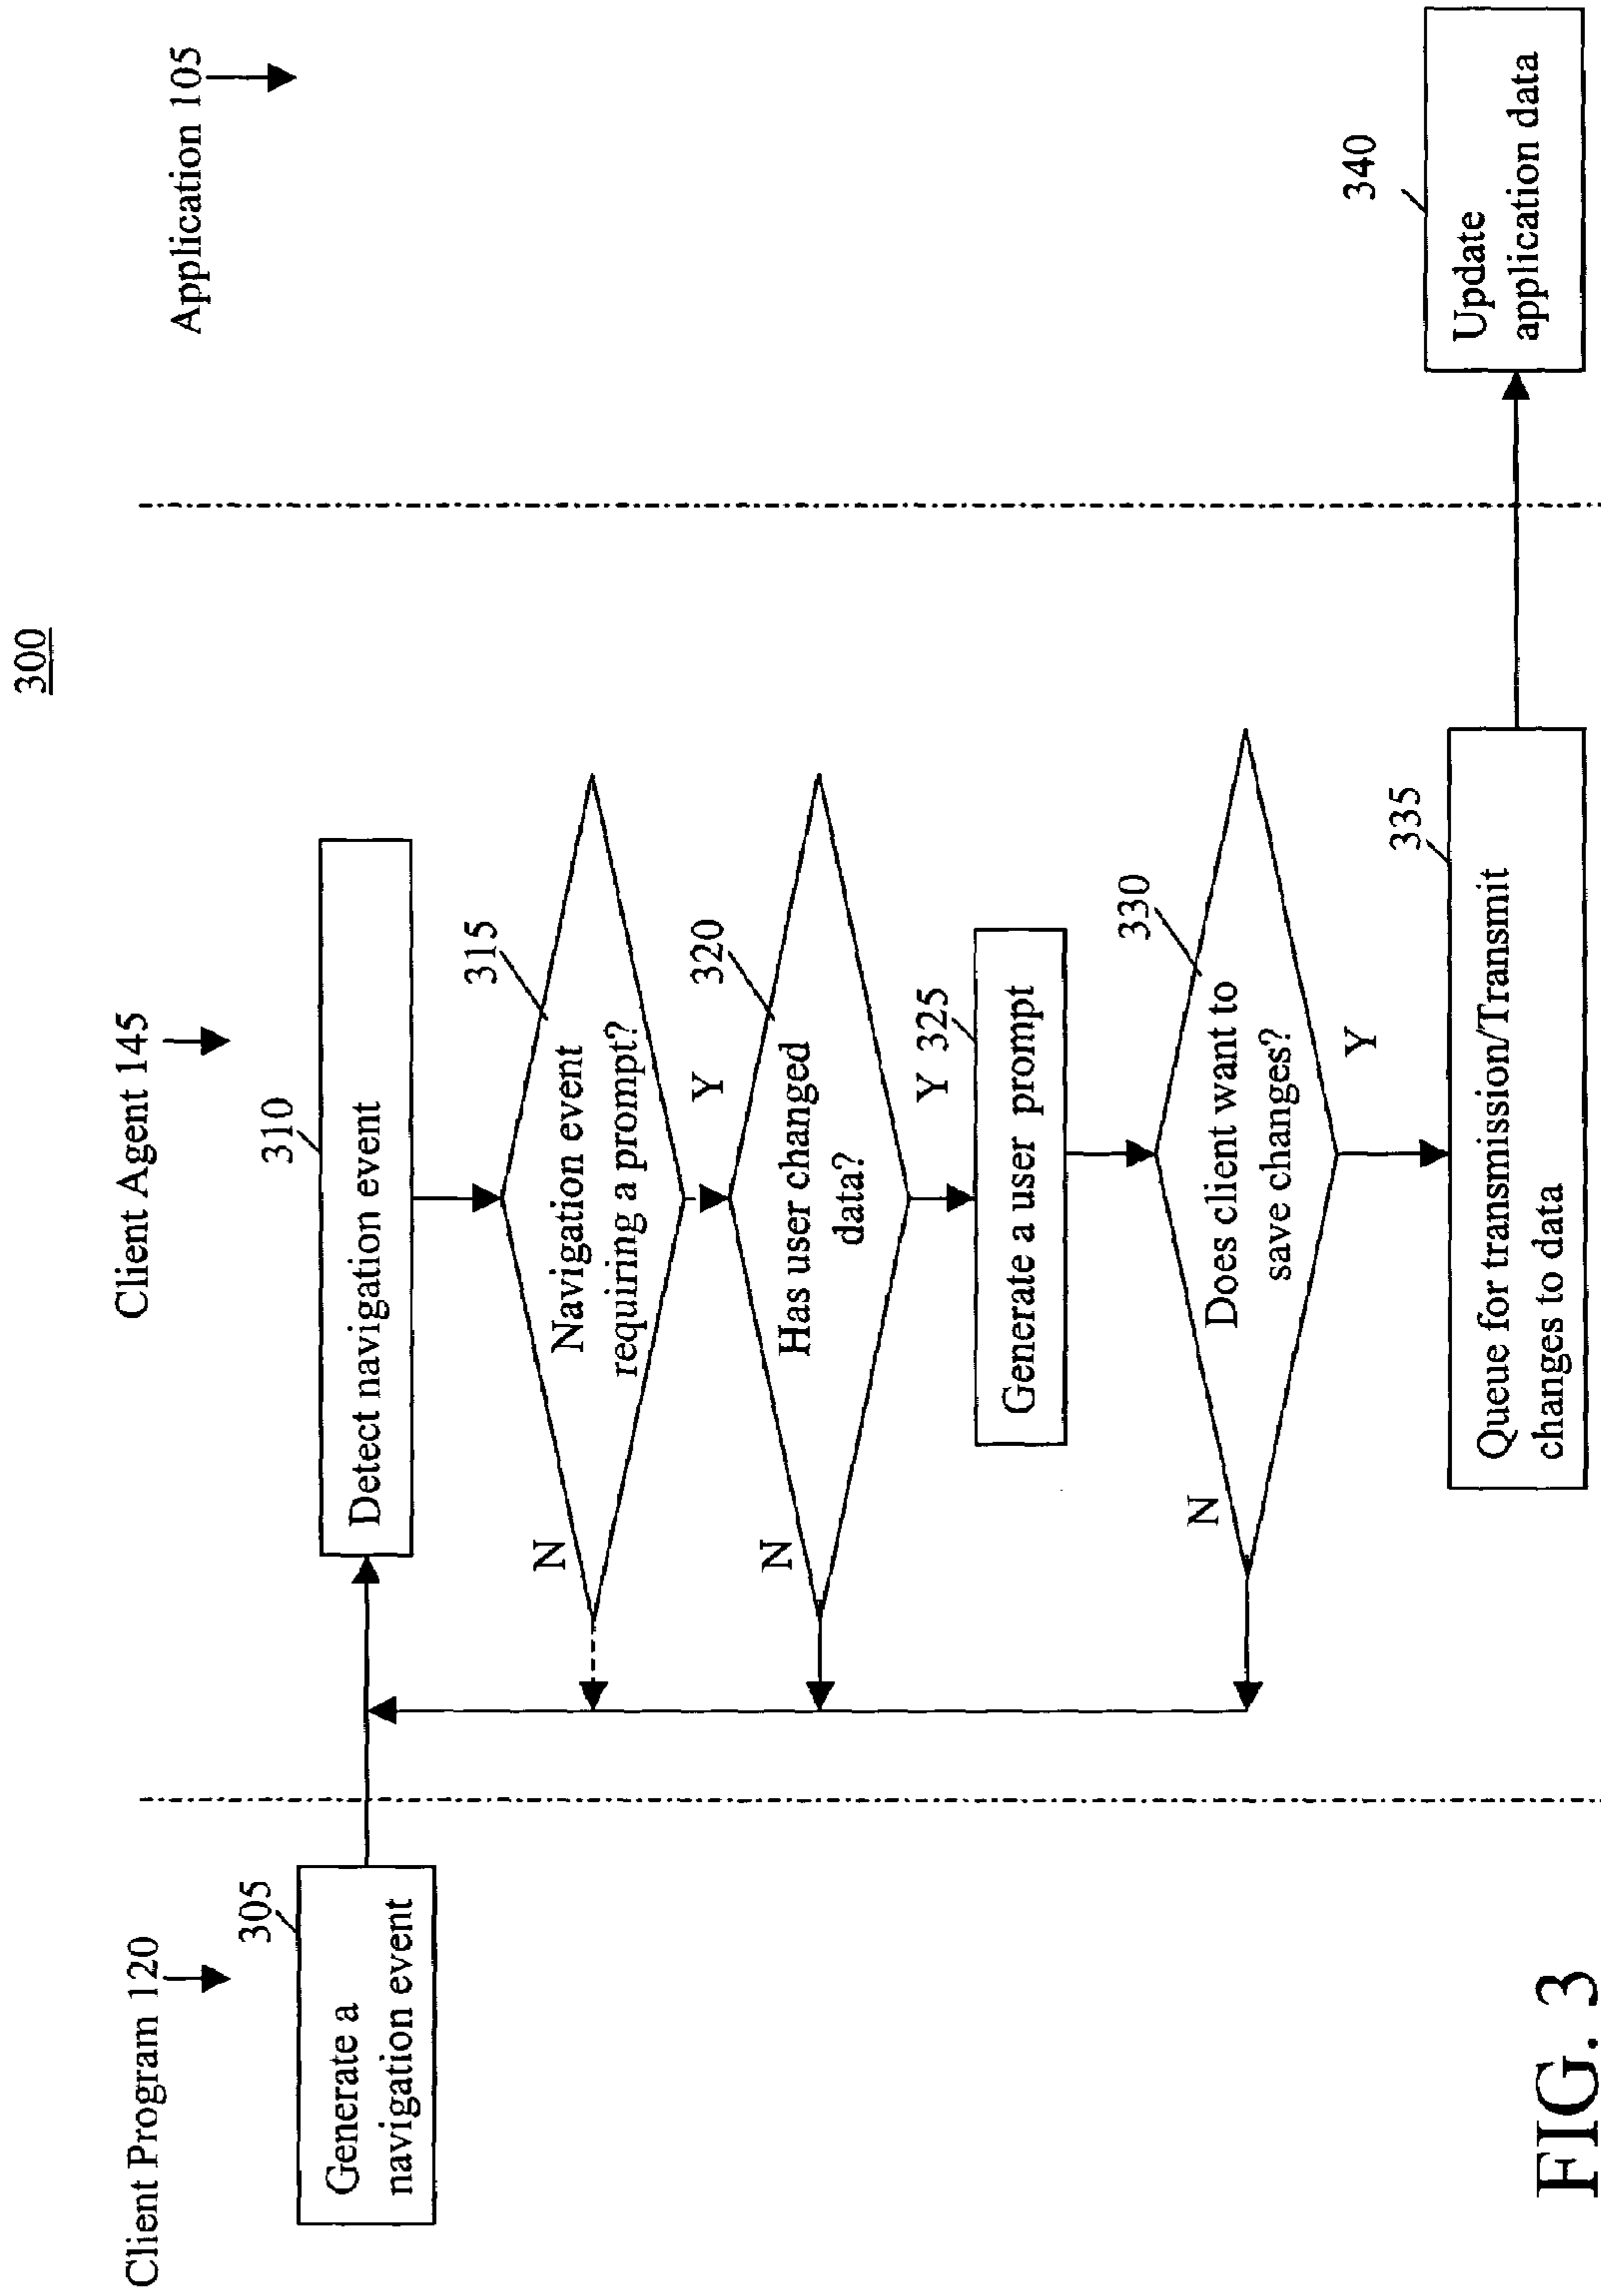 300
Client Program 120
Client Agent 145
Application 105
305
Generate a
navigation event
310
Detect navigation event
315
Navigation event
requiring a prompt?
N
Y
320
Has user changed
data?
N
Y
325
Generate a user prompt
330
Does client want to
save changes?
N
Y
335
Queue for transmission/Transmit
changes to data
340
Update
application data
FIG. 3